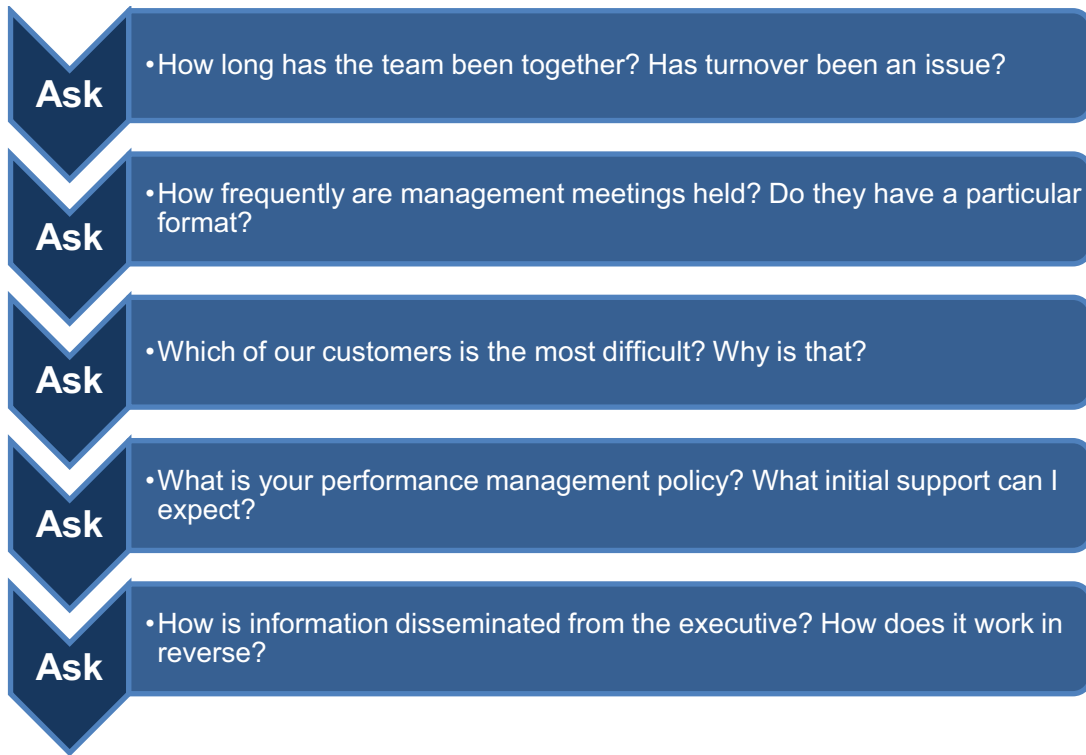 Ask
•How long has the team been together? Has turnover been an issue?
Ask
•How frequently are management meetings held? Do they have a particular
format?
Ask
•Which of our customers is the most difficult? Why is that?
Ask
•What is your performance management policy? What initial support can I
expect?
Ask
•How is information disseminated from the executive? How does it work in
reverse?